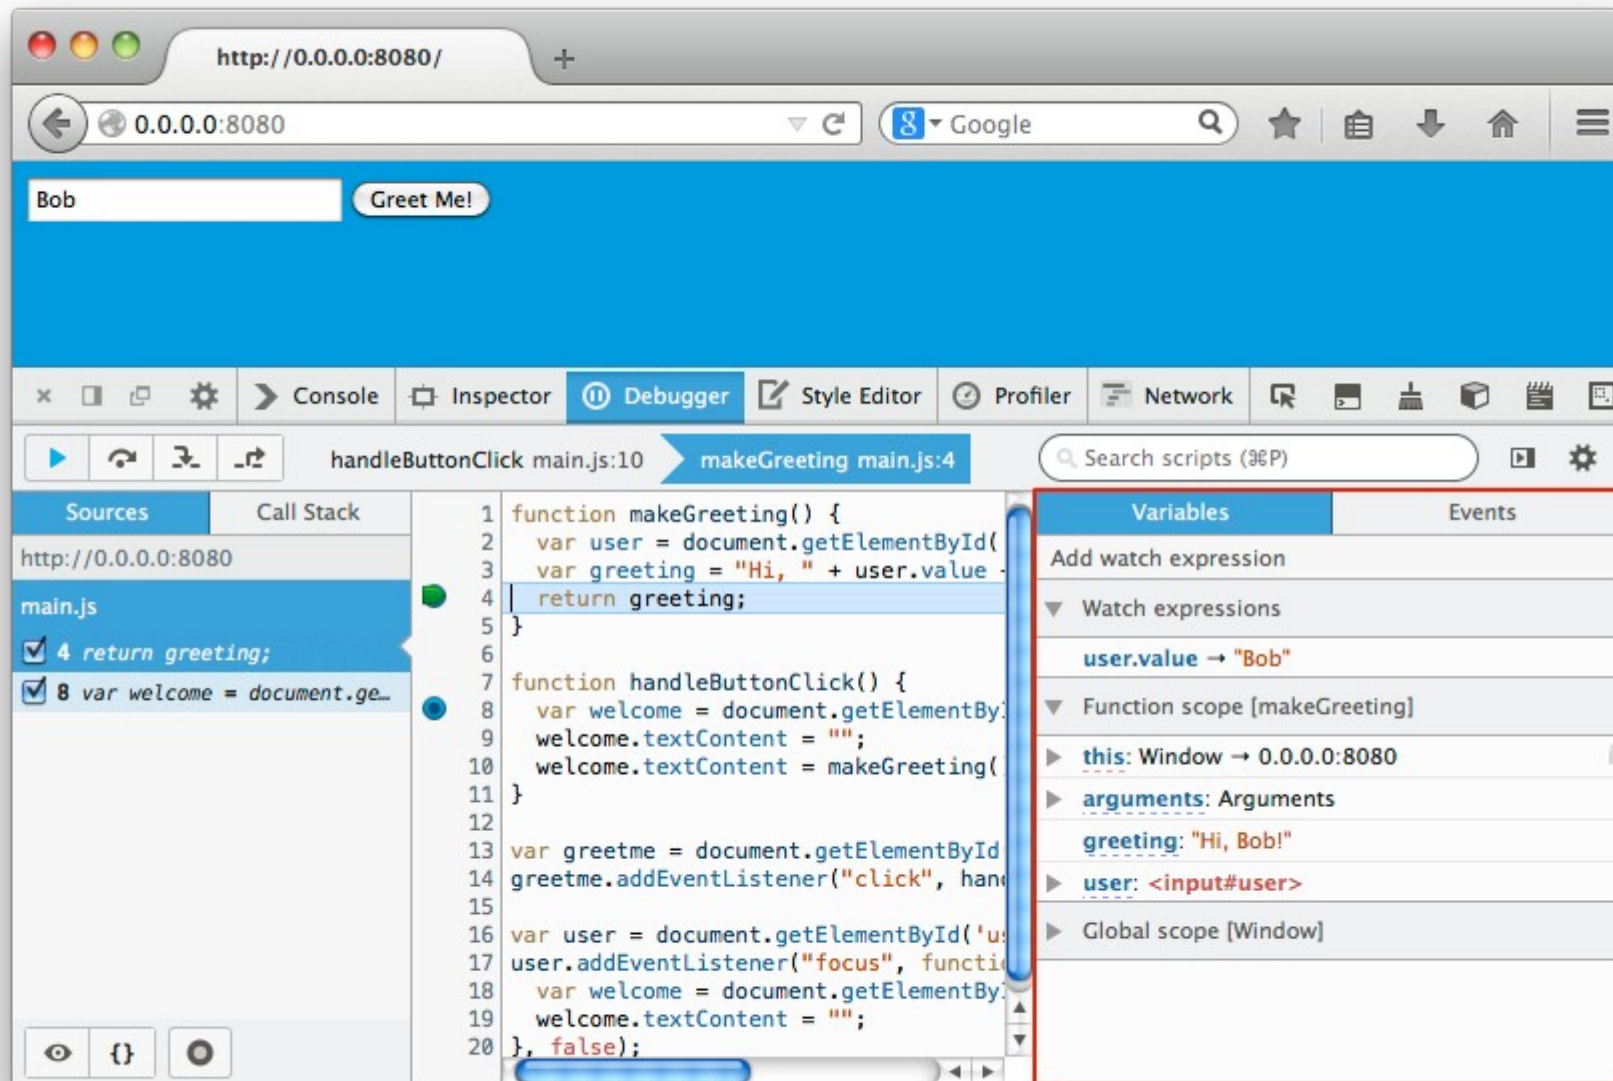 http://0.0.0.0:8080/
0.0.0.0:8080
Google
Bob
Greet Me!
Console
Inspector
Debugger
Style Editor
Profiler
Network
handleButtonClick main.js:10
makeGreeting main.js:4
Search scripts (⌘P)
Sources
Call Stack
http://0.0.0.0:8080
main.js
4 return greeting;
8 var welcome = document.ge…
1 function makeGreeting() {
2 var user = document.getElementById(
3 var greeting = "Hi, " + user.value
4 return greeting;
5 }
6
7 function handleButtonClick() {
8 var welcome = document.getElementBy
9 welcome.textContent = "";
10 welcome.textContent = makeGreeting(
11 }
12
13 var greetme = document.getElementById
14 greetme.addEventListener("click", han
15
16 var user = document.getElementById('u
17 user.addEventListener("focus", functi
18 var welcome = document.getElementBy
19 welcome.textContent = "";
20 }, false);
{}
Variables
Events
Add watch expression
Watch expressions
user.value → "Bob"
Function scope [makeGreeting]
this: Window → 0.0.0.0:8080
arguments: Arguments
greeting: "Hi, Bob!"
user: <input#user>
Global scope [Window]